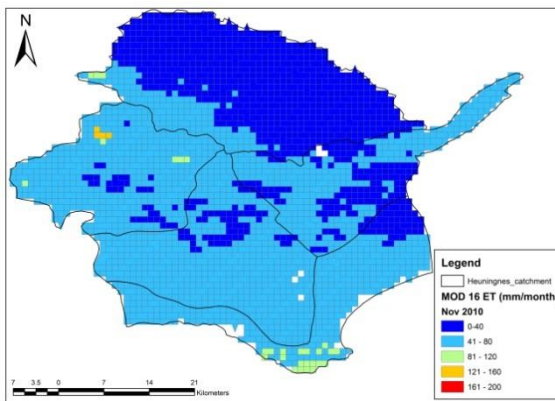 N
Legend
Heuningnes_catchment
MOD 16 ET (mm/month
Nov 2010
0-40
41 - 80
81 - 120
121 - 160
161 - 200
7 3.5 0 7 14 21
Kilometers